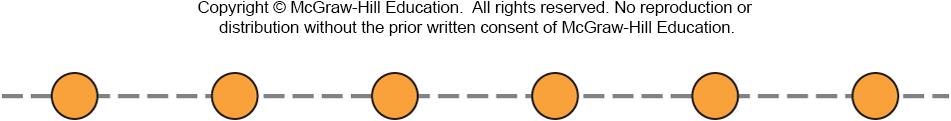 Copyright © McGraw-Hill Education.  All rights reserved. No reproduction or
distribution without the prior written consent of McGraw-Hill Education.